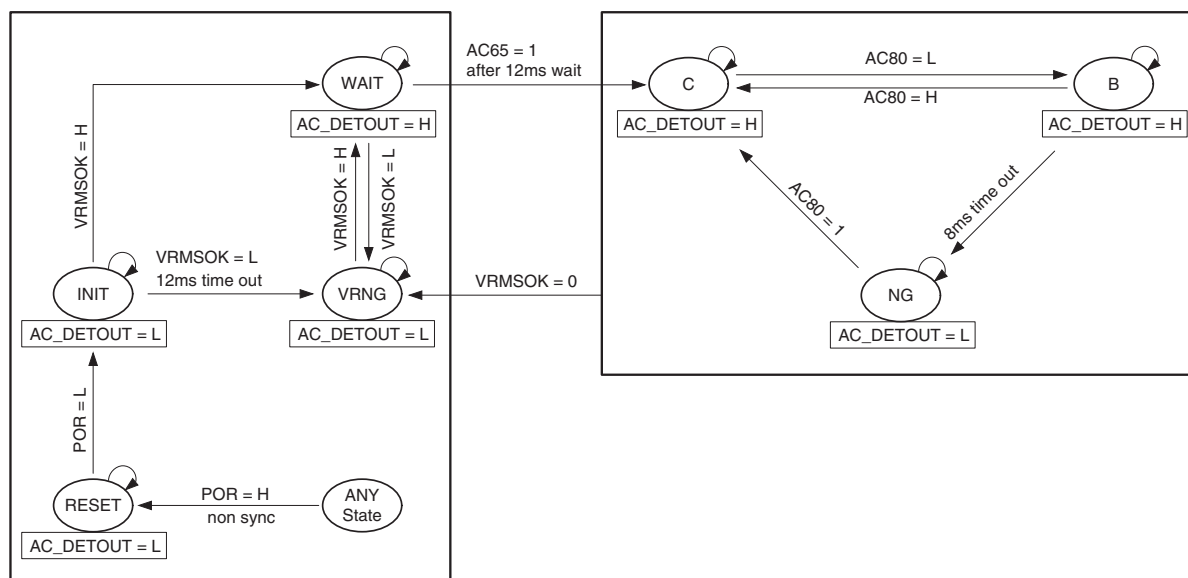 WAIT
AC_DETOUT = H
AC65 = 1
after 12ms wait
C
AC_DETOUT = H
AC80 = L
AC80 = H
B
AC_DETOUT = H
VRMSOK = H
VRMSOK = H
VRMSOK = L
AC80 = 1
8ms time out
INIT
AC_DETOUT = L
VRMSOK = L
12ms time out
VRNG
AC_DETOUT = L
VRMSOK = 0
NG
AC_DETOUT = L
POR = L
RESET
AC_DETOUT = L
POR = H
non sync
ANY
State